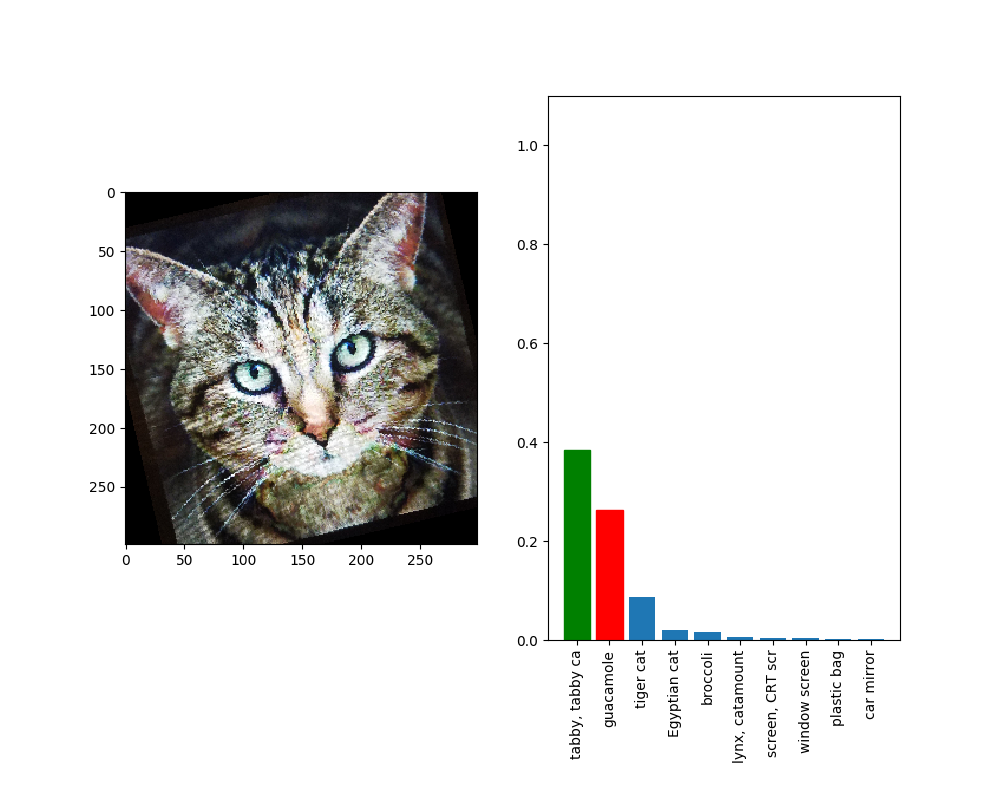 0
50
100
150
200
250
0 50 100 150 200 250
1.0
0.8
0.6
0.4
0.2
0.0
tabby, tabby ca
guacamole
tiger cat
Egyptian cat
broccoli
lynx, catamount
screen, CRT scr
window screen
plastic bag
car mirror